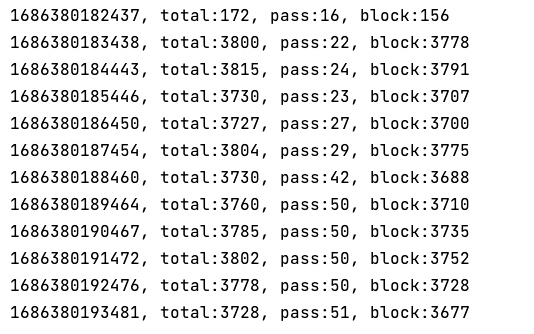 1686380182437, total:172, pass:16, block:156
1686380183438, total:3800, pass:22, block:3778
1686380184443, total:3815, pass:24, block:3791
1686380185446, total:3730, pass:23, block:3707
1686380186450, total:3727, pass:27, block:3700
1686380187454, total:3804, pass:29, block:3775
1686380188460, total:3730, pass:42, block:3688
1686380189464, total:3760, pass:50, block:3710
1686380190467, total:3785, pass:50, block:3735
1686380191472, total:3802, pass:50, block:3752
1686380192476, total:3778, pass:50, block:3728
1686380193481, total:3728, pass:51, block:3677